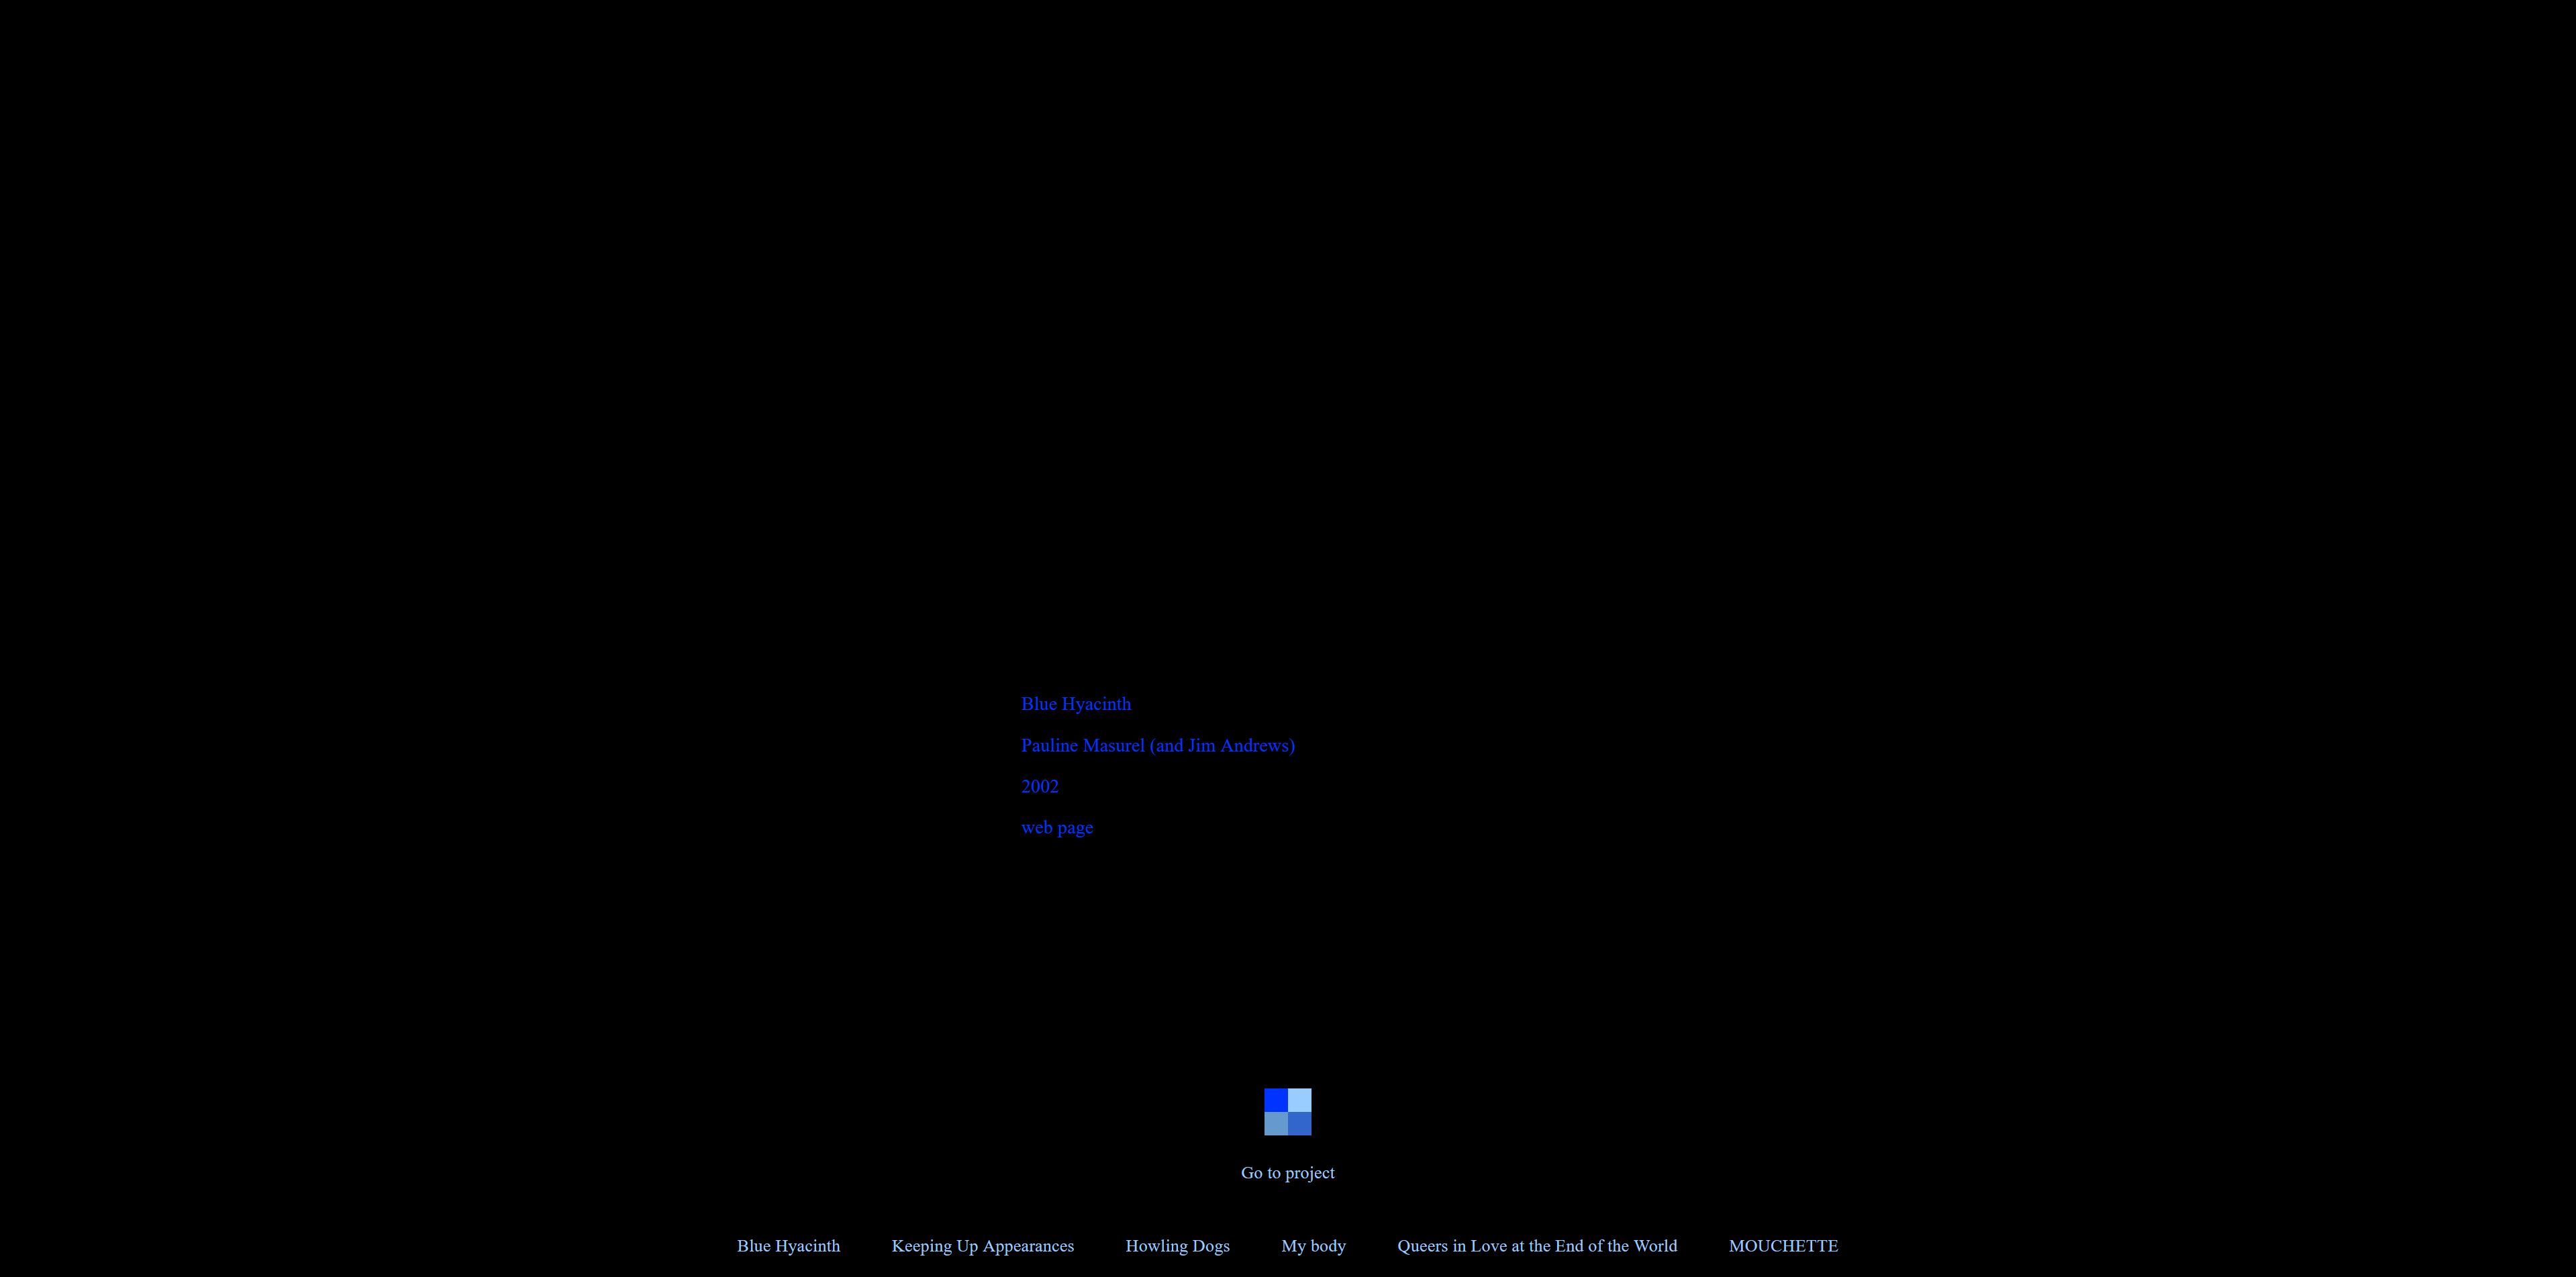 Blue Hyacinth
Pauline Masurel (and Jim Andrews)
2002
web page
Go to project
Blue Hyacinth Keeping Up Appearances Howling Dogs My body Queers in Love at the End of the World MOUCHETTE